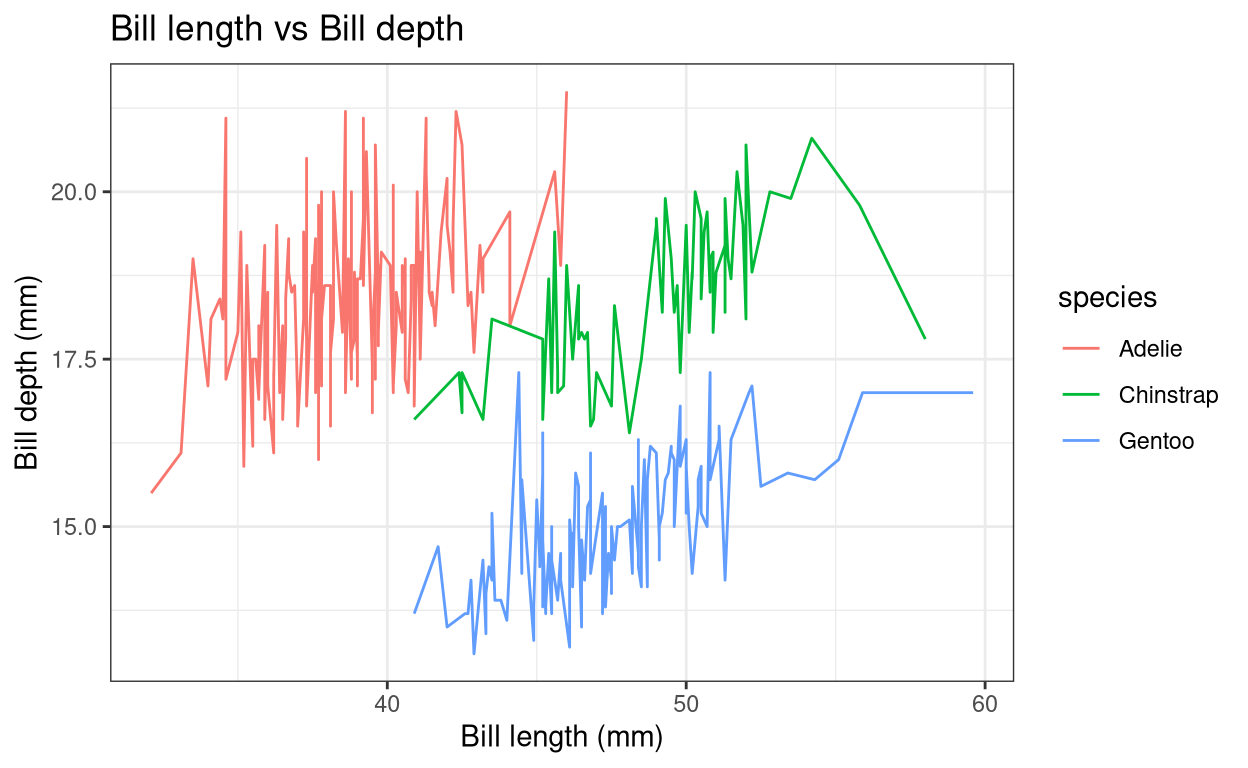 Bill length vs Bill depth
Bill depth (mm)
20.0
17.5
15.0
40
50
60
Bill length (mm)
species
Adelie
Chinstrap
Gentoo